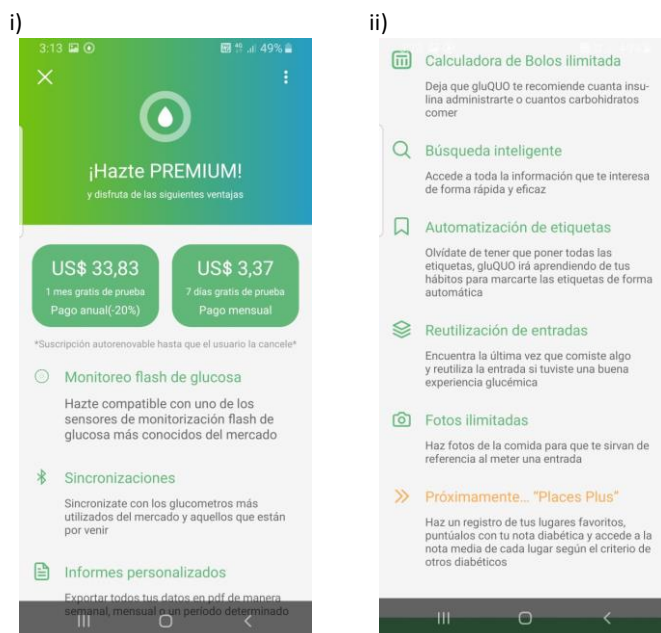 i)
3:13 49%
¡Hazte PREMIUM!
y disfruta de las siguientes ventajas
US$ 33,83
1 mes gratis de prueba
Pago anual(-20%)
US$ 3,37
7 días gratis de prueba
Pago mensual
*Suscripción autorenovable hasta que el usuario la cancele*
Monitoreo flash de glucosa
Hazte compatible con uno de los
sensores de monitorización flash de
glucosa más conocidos del mercado
Sincronizaciones
Sincronizate con los glucometros más
utilizados del mercado y aquellos que están
por venir
Informes personalizados
Exportar todos tus datos en pdf de manera
semanal, mensual o un periodo determinado
ii)
Calculadora de Bolos ilimitada
Deja que gluQUO te recomiende cuanta insu-
lina administrarte o cuantos carbohidratos
comer
Búsqueda inteligente
Accede a toda la información que te interesa
de forma rápida y eficaz
Automatización de etiquetas
Olvídate de tener que poner todas las
etiquetas, gluQUO irá aprendiendo de tus
hábitos para marcarte las etiquetas de forma
automática
Reutilización de entradas
Encuentra la última vez que comiste algo
y reutiliza la entrada si tuviste una buena
experiencia glucémica
Fotos ilimitadas
Haz fotos de la comida para que te sirvan de
referencia al meter una entrada
Próximamente... “Places Plus”
Haz un registro de tus lugares favoritos,
puntúalos con tu nota diabética y accede a la
nota media de cada lugar según el criterio de
otros diabéticos